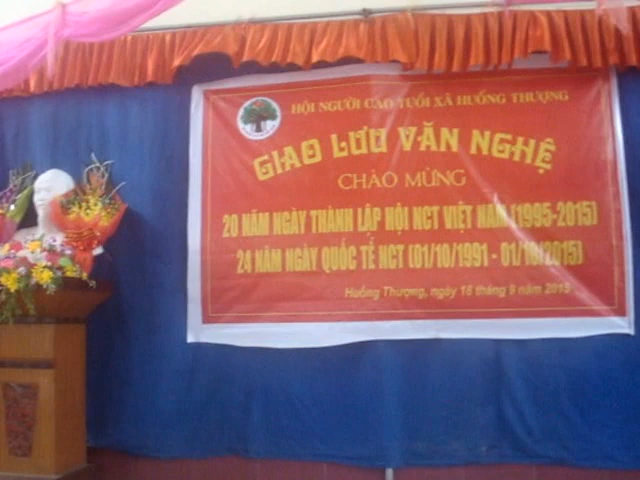 HỘI NGƯỜI CAO TUỔI XÃ HUỐNG THƯỢNG
GIAO LƯU VĂN NGHỆ
CHÀO MỪNG
20 NĂM NGÀY THÀNH LẬP HỘI NCT VIỆT NAM (1995-2015)
24 NĂM NGÀY QUỐC TẾ NCT (01/10/1991 - 01/10/2015)
Huống Thượng, ngày 16 tháng 9 năm 2015